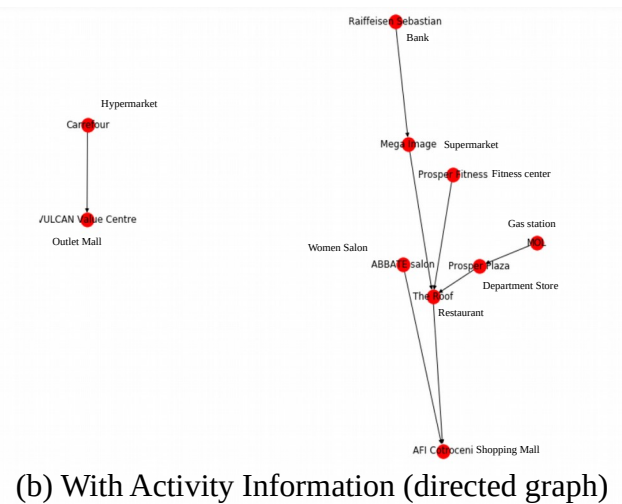 Raiffeisen Sebastian
Bank
Hypermarket
Carrefour
Mega Image Supermarket
Prosper Fitness Fitness center
VULCAN Value Centre
Outlet Mall
Gas station
MOL
Women Salon
ABBATE salon
Prosper Plaza
Department Store
The Roof
Restaurant
AFI Cotroceni Shopping Mall
(b) With Activity Information (directed graph)